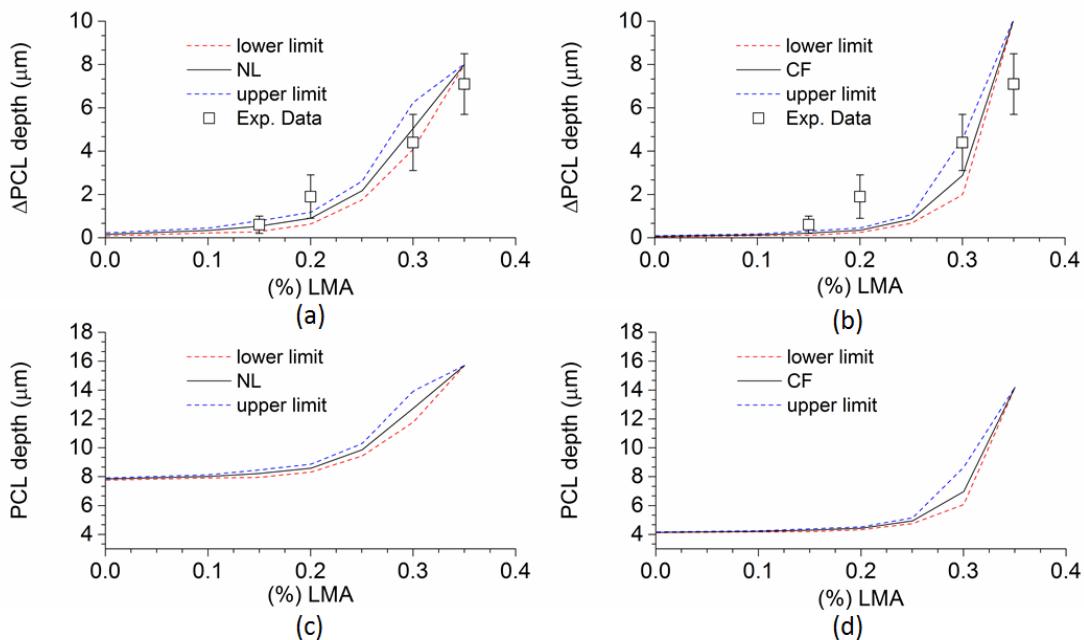 10
8
6
4
2
0
ΔPCL depth (μm)
lower limit
NL
upper limit
Exp. Data
0.0 0.1 0.2 0.3 0.4
(%) LMA
(a)
10
8
6
4
2
0
ΔPCL depth (μm)
lower limit
CF
upper limit
Exp. Data
0.0 0.1 0.2 0.3 0.4
(%) LMA
(b)
18
16
14
12
10
8
6
4
PCL depth (μm)
lower limit
NL
upper limit
0.0 0.1 0.2 0.3 0.4
(%) LMA
(c)
18
16
14
12
10
8
6
4
PCL depth (μm)
lower limit
CF
upper limit
0.0 0.1 0.2 0.3 0.4
(%) LMA
(d)